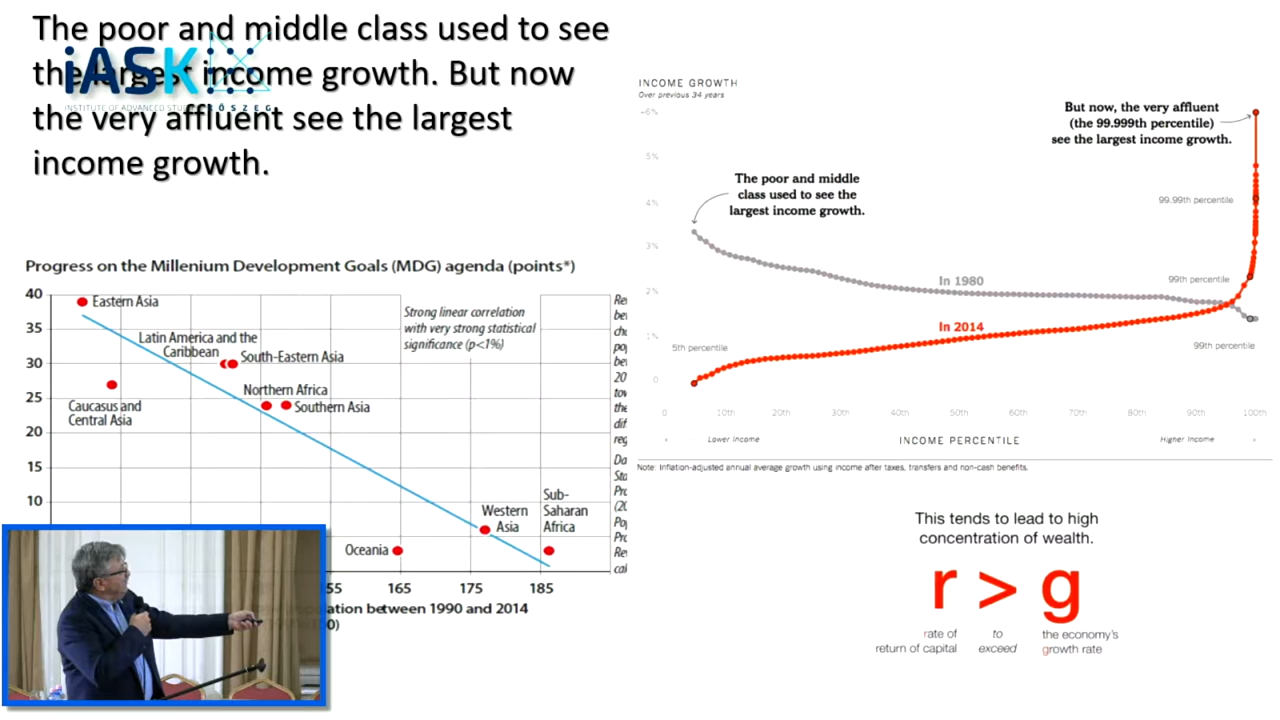 The poor and middle class used to see
the largest income growth. But now
the very affluent see the largest
income growth.
iASK
INSTITUTE OF ADVANCED STUDIES KŐSZEG
Progress on the Millenium Development Goals (MDG) agenda (points*)
40
35
30
25
20
15
10
Eastern Asia
Latin America and the
Caribbean
South-Eastern Asia
Caucasus and
Central Asia
Northern Africa
Southern Asia
Strong linear correlation
with very strong statistical
significance (p<1%)
Western
Asia
Sub-
Saharan
Africa
Oceania
55
165
175
185
between 1990 and 2014
INCOME GROWTH
Over previous 34 years
6%
5%
4%
3%
2%
1%
0
The poor and middle
class used to see the
largest income growth.
But now, the very affluent
(the 99.999th percentile)
see the largest income growth.
99.99th percentile
99th percentile
In 1980
In 2014
5th percentile
99th percentile
0
10th
20th
30th
40th
50th
60th
70th
80th
90th
100th
Lower Income
INCOME PERCENTILE
Higher Income
Note: Inflation-adjusted annual average growth using income after taxes, transfers and non-cash benefits.
This tends to lead to high
concentration of wealth.
r > g
rate of
return of capital
to
exceed
the economy's
growth rate